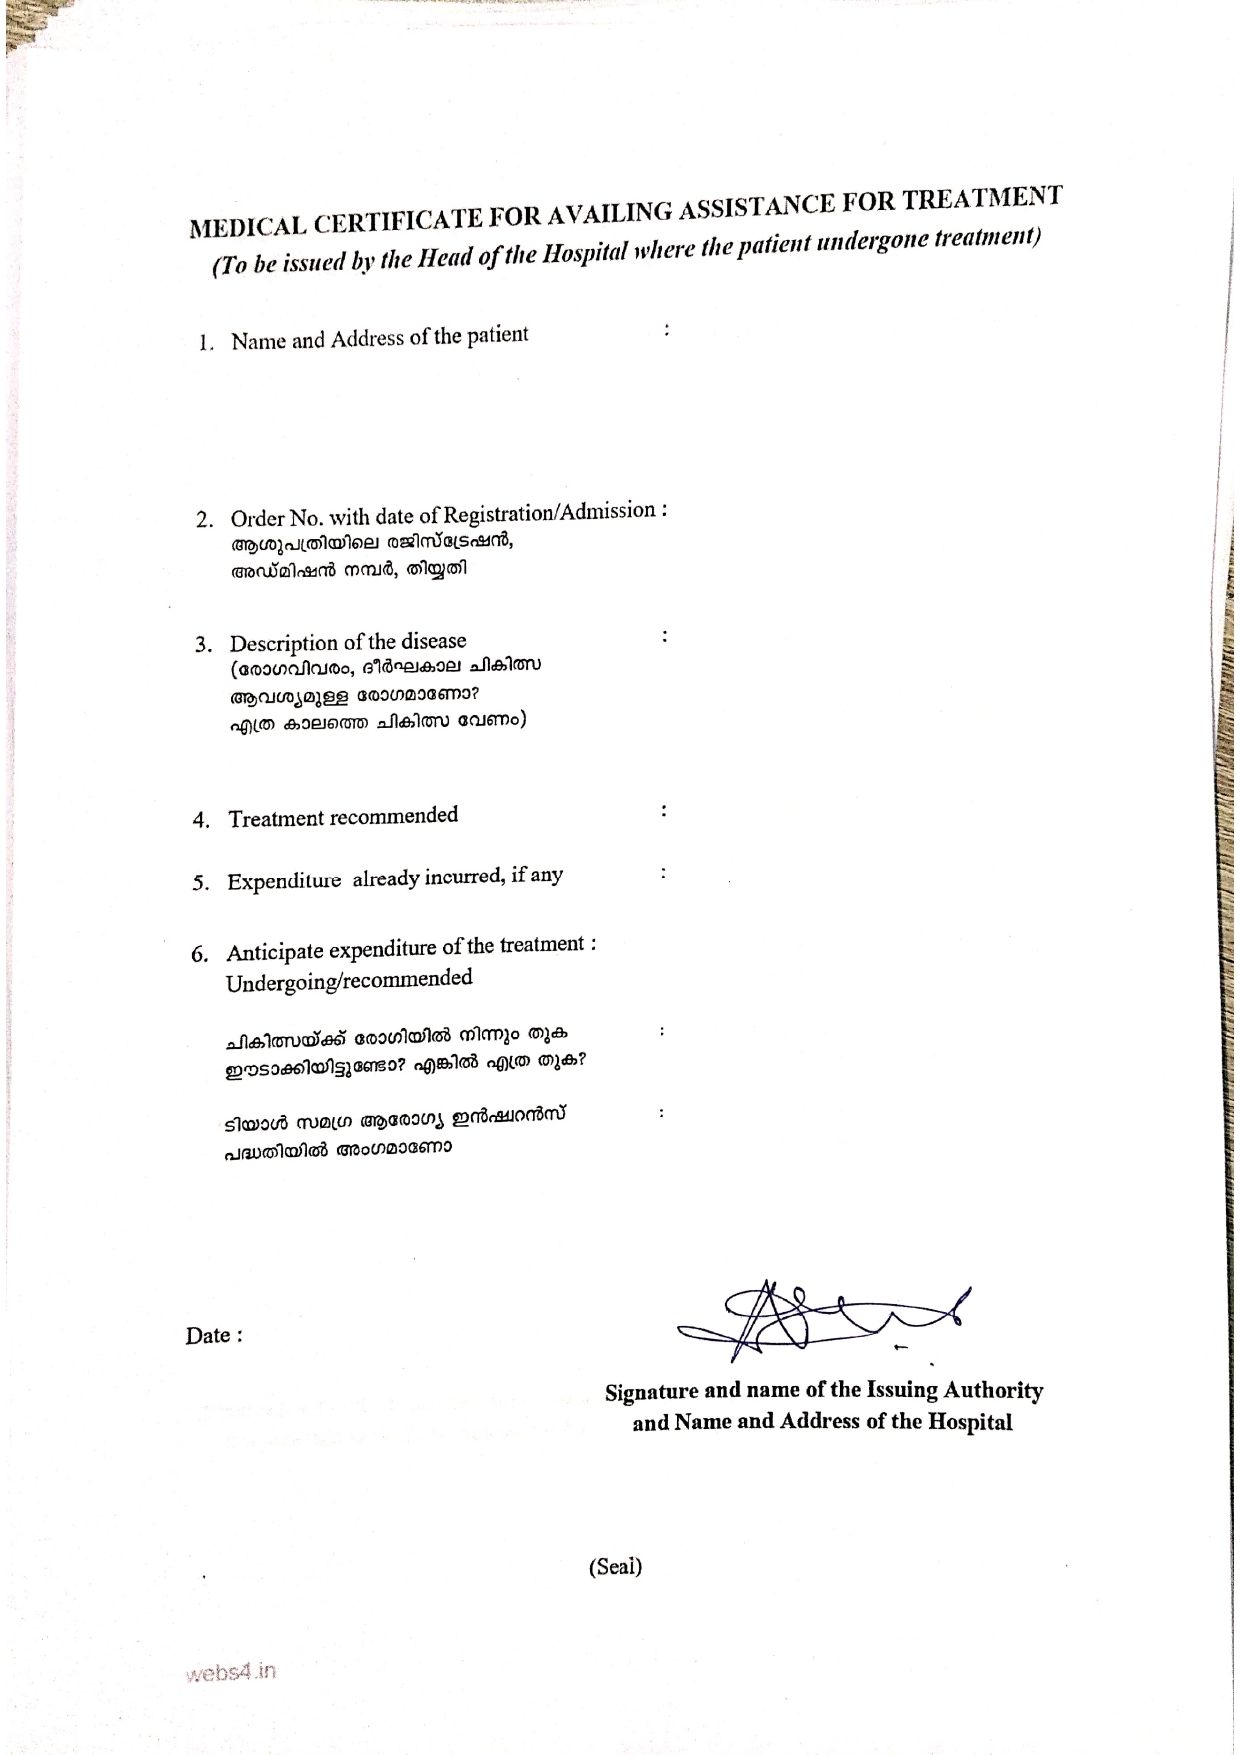 MEDICAL CERTIFICATE FOR AVAILING ASSISTANCE FOR TREATMENT
(To be issued by the Head of the Hospital where the patient undergone treatment)
1. Name and Address of the patient :
2. Order No. with date of Registration/Admission :
ആശുപത്രിയിലെ രജിസ്ട്രേഷൻ,
അഡ്മിഷൻ നമ്പർ, തിയ്യതി
3. Description of the disease :
(രോഗവിവരം, ദീർഘകാല ചികിത്സ
ആവശ്യമുള്ള രോഗമാണോ?
എത്ര കാലത്തെ ചികിത്സ വേണം)
4. Treatment recommended :
5. Expenditure already incurred, if any :
6. Anticipate expenditure of the treatment :
Undergoing/recommended
ചികിത്സയ്ക്ക് രോഗിയിൽ നിന്നും തുക :
ഈടാക്കിയിട്ടുണ്ടോ? എങ്കിൽ എത്ര തുക?
ടിയാൾ സമഗ്ര ആരോഗ്യ ഇൻഷുറൻസ് :
പദ്ധതിയിൽ അംഗമാണോ
Date :
Signature and name of the Issuing Authority
and Name and Address of the Hospital
(Seal)
webs4.in